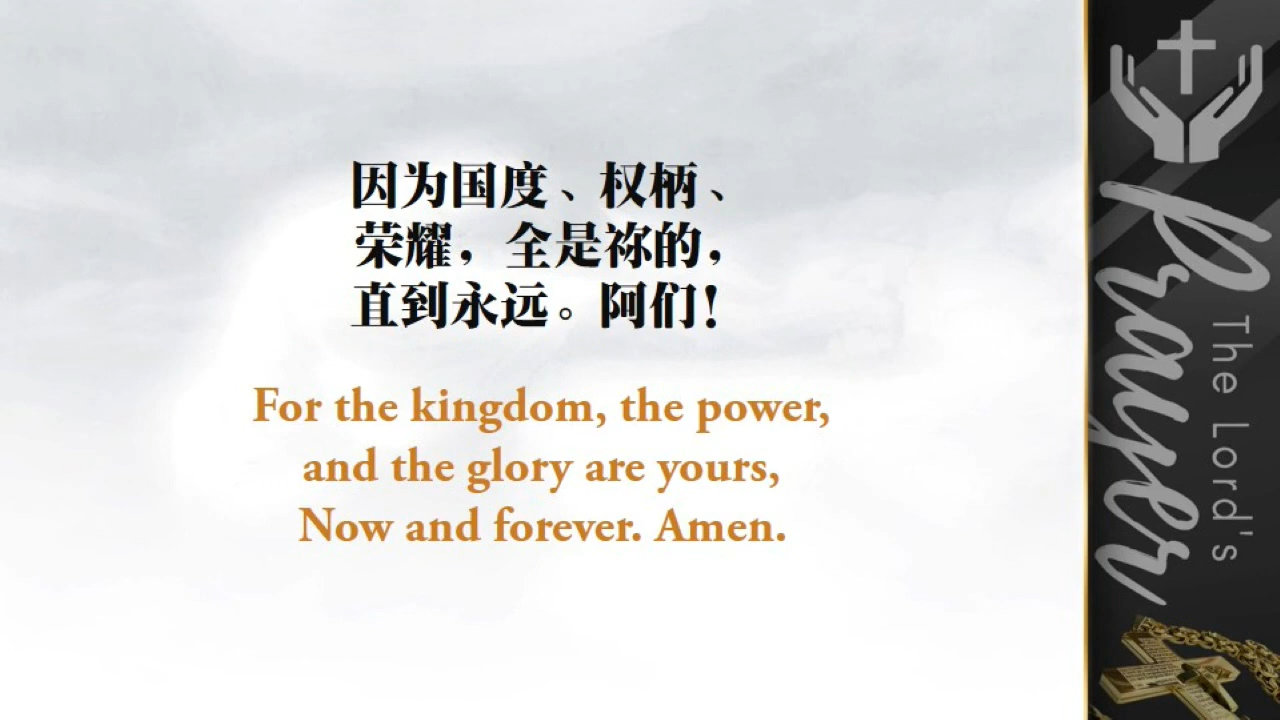 因为国度、权柄、
荣耀，全是祢的，
直到永远。阿们！
For the kingdom, the power,
and the glory are yours,
Now and forever. Amen.
The Lord's
Prayer